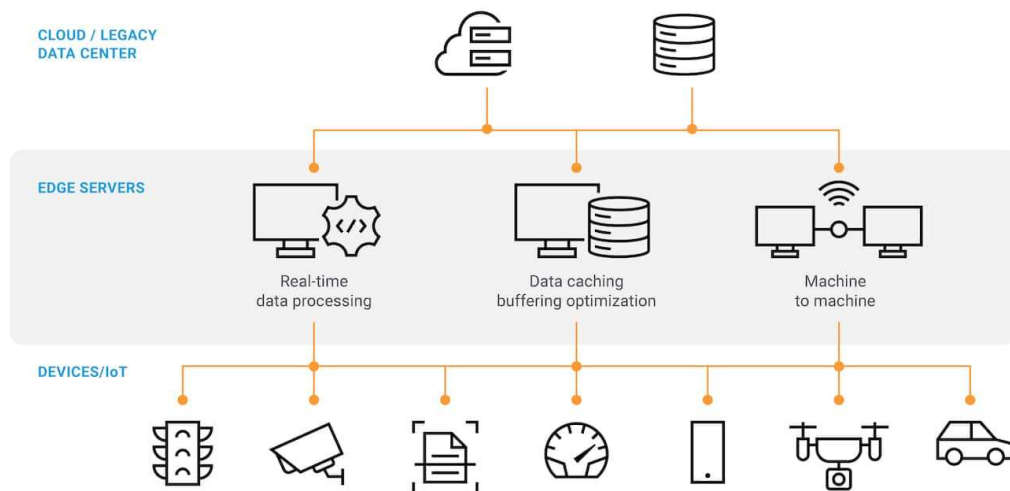 CLOUD / LEGACY
DATA CENTER
EDGE SERVERS
</>
Real-time
data processing
Data caching
buffering optimization
Machine
to machine
DEVICES/IoT